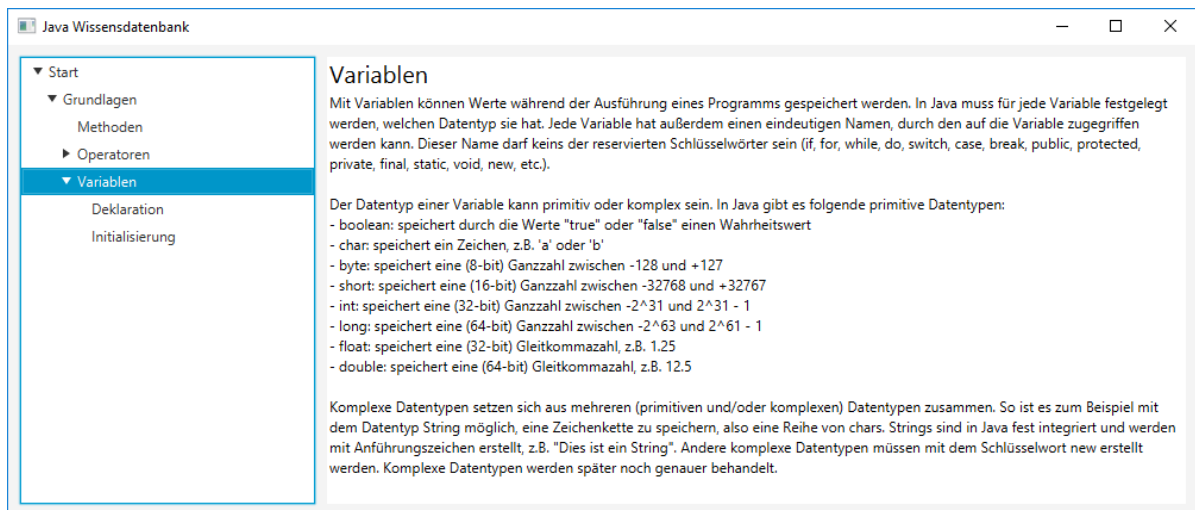 Java Wissensdatenbank
Start
Grundlagen
Methoden
Operatoren
Variablen
Deklaration
Initialisierung
Variablen
Mit Variablen können Werte während der Ausführung eines Programms gespeichert werden. In Java muss für jede Variable festgelegt
werden, welchen Datentyp sie hat. Jede Variable hat außerdem einen eindeutigen Namen, durch den auf die Variable zugegriffen
werden kann. Dieser Name darf keins der reservierten Schlüsselwörter sein (if, for, while, do, switch, case, break, public, protected,
private, final, static, void, new, etc.).
Der Datentyp einer Variable kann primitiv oder komplex sein. In Java gibt es folgende primitive Datentypen:
- boolean: speichert durch die Werte "true" oder "false" einen Wahrheitswert
- char: speichert ein Zeichen, z.B. 'a' oder 'b'
- byte: speichert eine (8-bit) Ganzzahl zwischen -128 und +127
- short: speichert eine (16-bit) Ganzzahl zwischen -32768 und +32767
- int: speichert eine (32-bit) Ganzzahl zwischen -2^31 und 2^31 - 1
- long: speichert eine (64-bit) Ganzzahl zwischen -2^63 und 2^61 - 1
- float: speichert eine (32-bit) Gleitkommazahl, z.B. 1.25
- double: speichert eine (64-bit) Gleitkommazahl, z.B. 12.5
Komplexe Datentypen setzen sich aus mehreren (primitiven und/oder komplexen) Datentypen zusammen. So ist es zum Beispiel mit
dem Datentyp String möglich, eine Zeichenkette zu speichern, also eine Reihe von chars. Strings sind in Java fest integriert und werden
mit Anführungszeichen erstellt, z.B. "Dies ist ein String". Andere komplexe Datentypen müssen mit dem Schlüsselwort new erstellt
werden. Komplexe Datentypen werden später noch genauer behandelt.